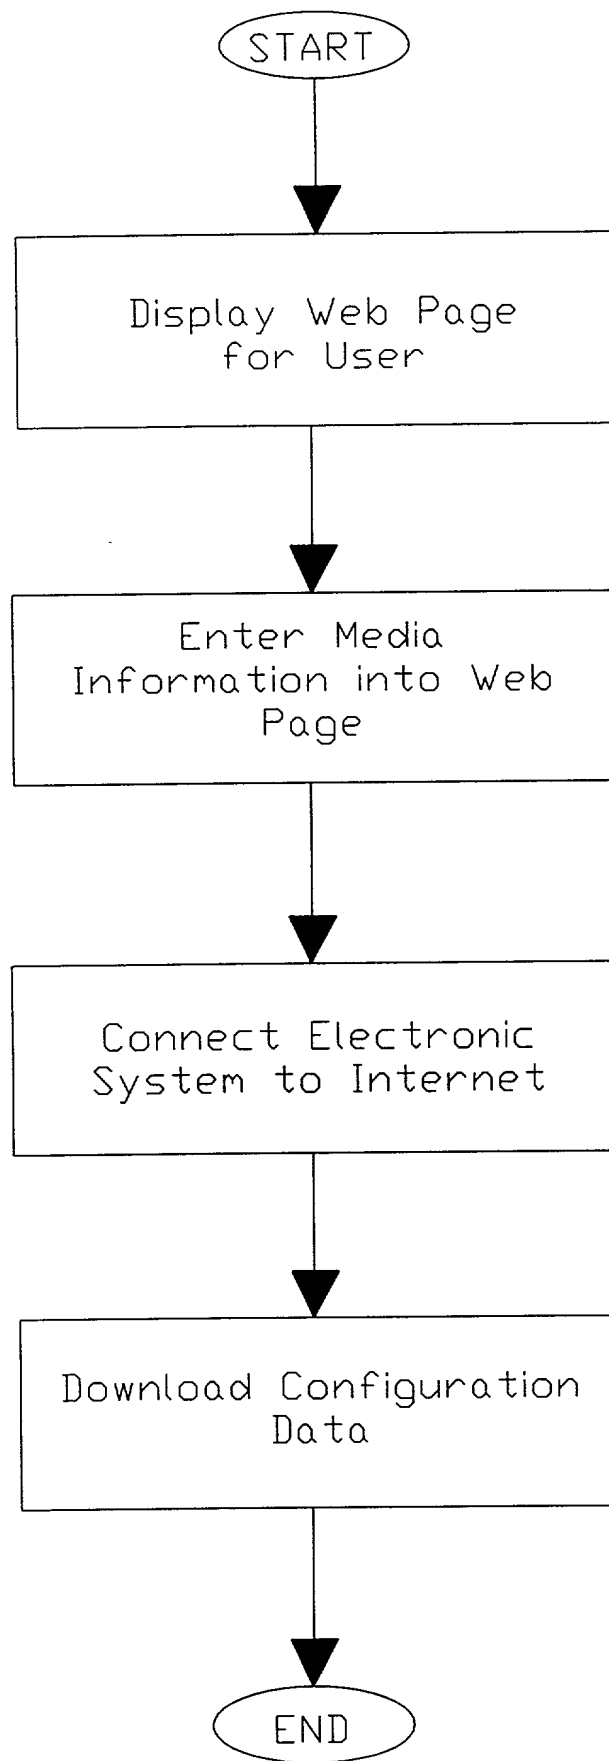 START
Display Web Page
for User
Enter Media
Information into Web
Page
Connect Electronic
System to Internet
Download Configuration
Data
END